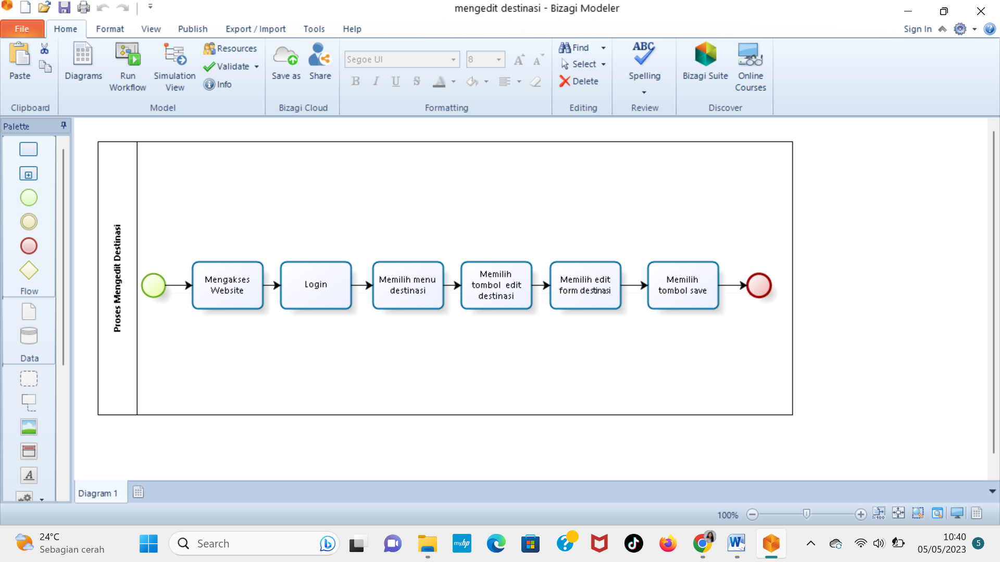 mengedit destinasi - Bizagi Modeler
File Home Format View Publish Export / Import Tools Help Sign In
Paste
Clipboard
Diagrams
Run
Workflow
Simulation
View
Resources
Validate
Info
Model
Save as
Share
Bizagi Cloud
Segoe UI
8
A A
B I U S A
Formatting
Find
Select
Delete
Editing
ABC
Spelling
Review
Bizagi Suite
Online
Courses
Discover
Palette
Flow
Data
A
Proses Mengedit Destinasi
Mengakses
Website
Login
Memilih menu
destinasi
Memilih
tombol edit
destinasi
Memilih edit
form destinasi
Memilih
tombol save
Diagram 1
100%
100
24°C
Sebagian cerah
Search
myhp
10:40
05/05/2023
5